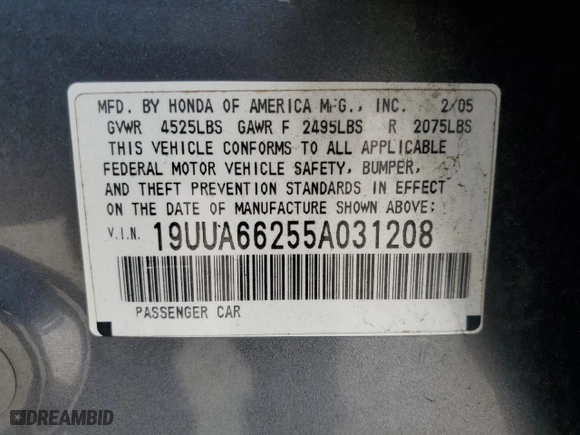 MFD. BY HONDA OF AMERICA MFG., INC. 2/05
GVWR 4525LBS GAWR F 2495LBS R 2075LBS
THIS VEHICLE CONFORMS TO ALL APPLICABLE
FEDERAL MOTOR VEHICLE SAFETY, BUMPER,
AND THEFT PREVENTION STANDARDS IN EFFECT
ON THE DATE OF MANUFACTURE SHOWN ABOVE:
V.I.N. 19UUA66255A031208
PASSENGER CAR
DREAMBID